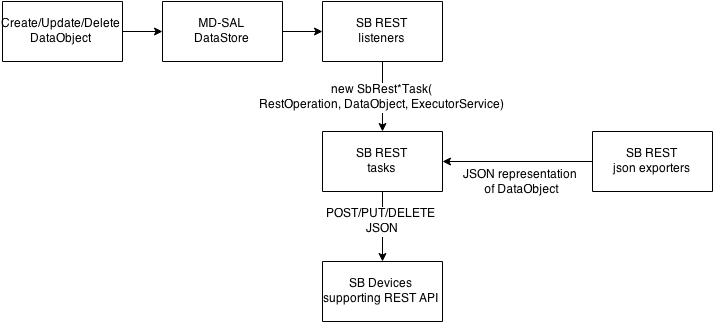 Create/Update/Delete
DataObject
MD-SAL
DataStore
SB REST
listeners
new SbRest*Task(
RestOperation, DataObject, ExecutorService)
SB REST
tasks
JSON representation
of DataObject
SB REST
json exporters
POST/PUT/DELETE
JSON
SB Devices
supporting REST API